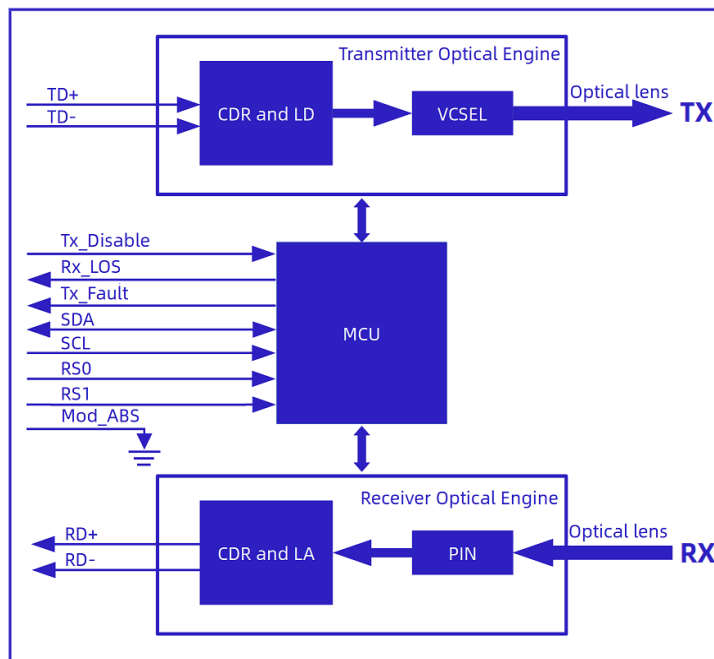 Transmitter Optical Engine
TD+
TD-
CDR and LD
VCSEL
Optical lens
TX
Tx_Disable
Rx_LOS
Tx_Fault
SDA
SCL
RS0
RS1
Mod_ABS
MCU
Receiver Optical Engine
RD+
RD-
CDR and LA
PIN
Optical lens
RX